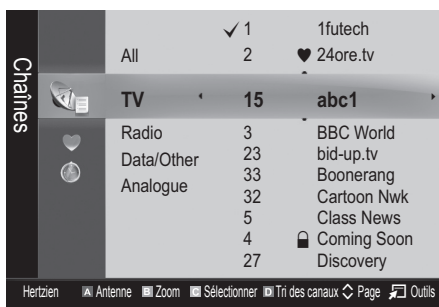 Chaînes
✓ 1 1futech
All 2 ♥ 24ore.tv
TV 15 abc1
Radio 3 BBC World
Data/Other 23 bid-up.tv
Analogue 33 Boonerang
32 Cartoon Nwk
5 Class News
4 Coming Soon
27 Discovery
Hertzien A Antenne B Zoom C Sélectionner D Tri des canaux Page Outils